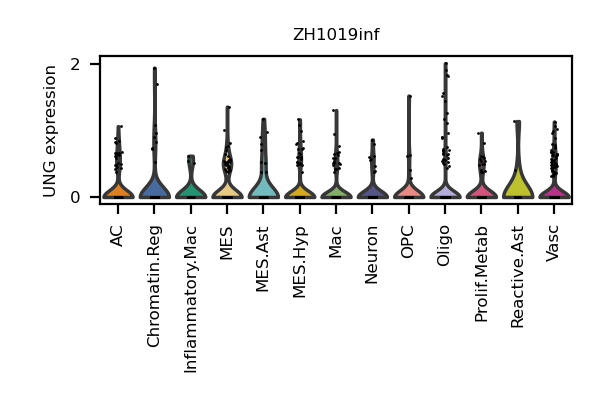 ZH1019inf
UNG expression
2
0
AC
Chromatin.Reg
Inflammatory.Mac
MES
MES.Ast
MES.Hyp
Mac
Neuron
OPC
Oligo
Prolif.Metab
Reactive.Ast
Vasc